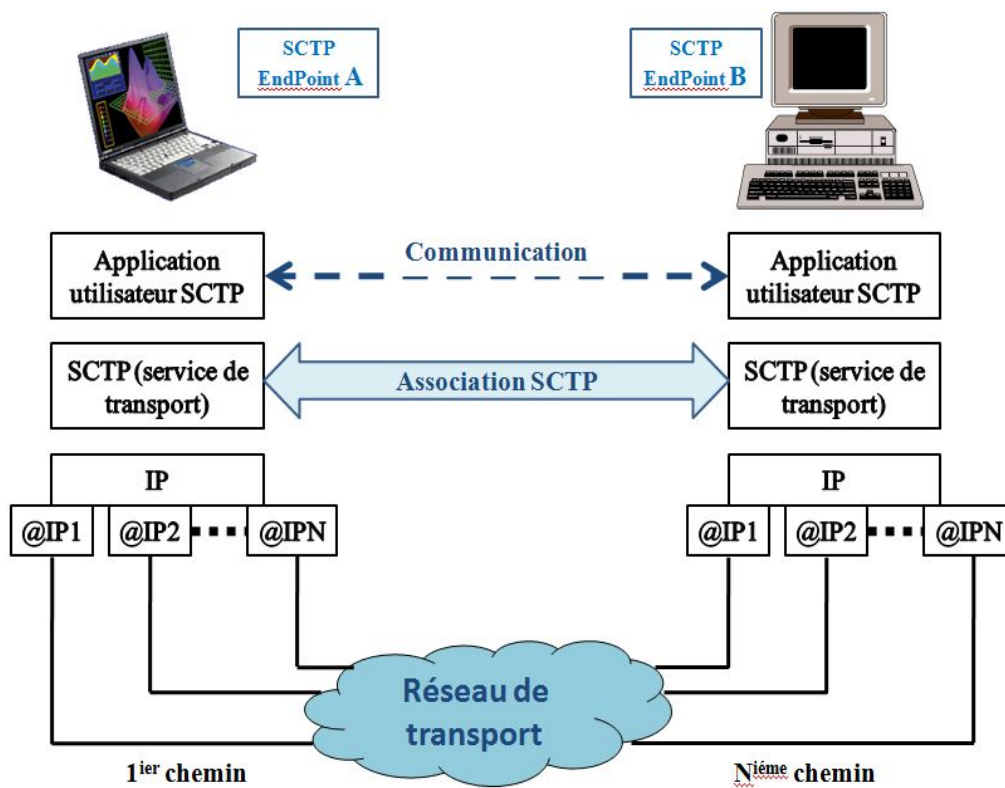 SCTP
EndPoint A
SCTP
EndPoint B
Application
utilisateur SCTP
Communication
Application
utilisateur SCTP
SCTP (service de
transport)
Association SCTP
SCTP (service de
transport)
IP
IP
@IP1
@IP2
@IPN
@IP1
@IP2
@IPN
Réseau de
transport
1ier chemin
Niéme chemin